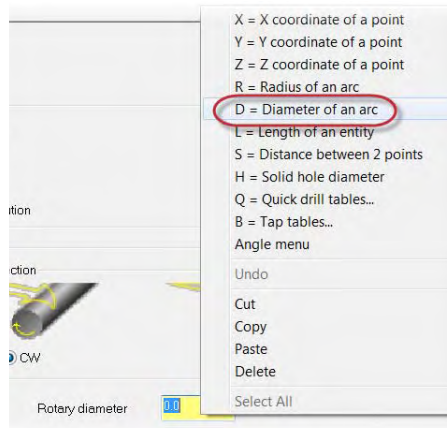 X = X coordinate of a point
Y = Y coordinate of a point
Z = Z coordinate of a point
R = Radius of an arc
D = Diameter of an arc
L = Length of an entity
S = Distance between 2 points
H = Solid hole diameter
Q = Quick drill tables...
B = Tap tables...
Angle menu
Undo
Cut
Copy
Paste
Delete
Select All
ution
ction
CW
Rotary diameter 0.0